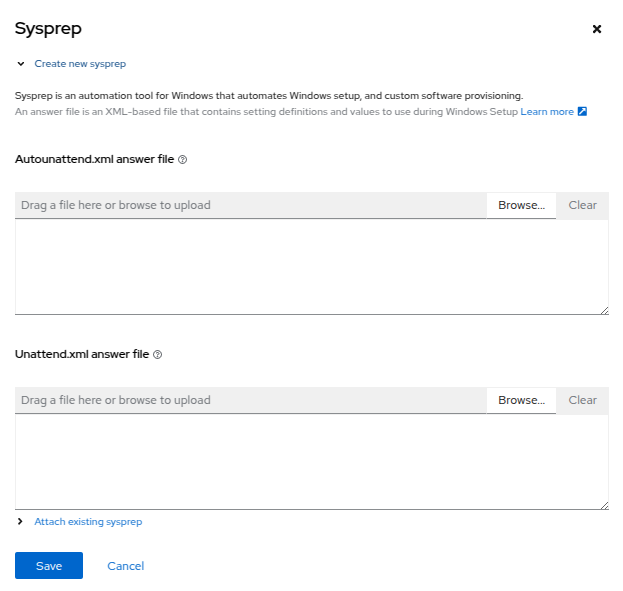 Sysprep
Create new sysprep
Sysprep is an automation tool for Windows that automates Windows setup, and custom software provisioning.
An answer file is an XML-based file that contains setting definitions and values to use during Windows Setup Learn more
Autounattend.xml answer file
Drag a file here or browse to upload Browse... Clear
Unattend.xml answer file
Drag a file here or browse to upload Browse... Clear
Attach existing sysprep
Save Cancel